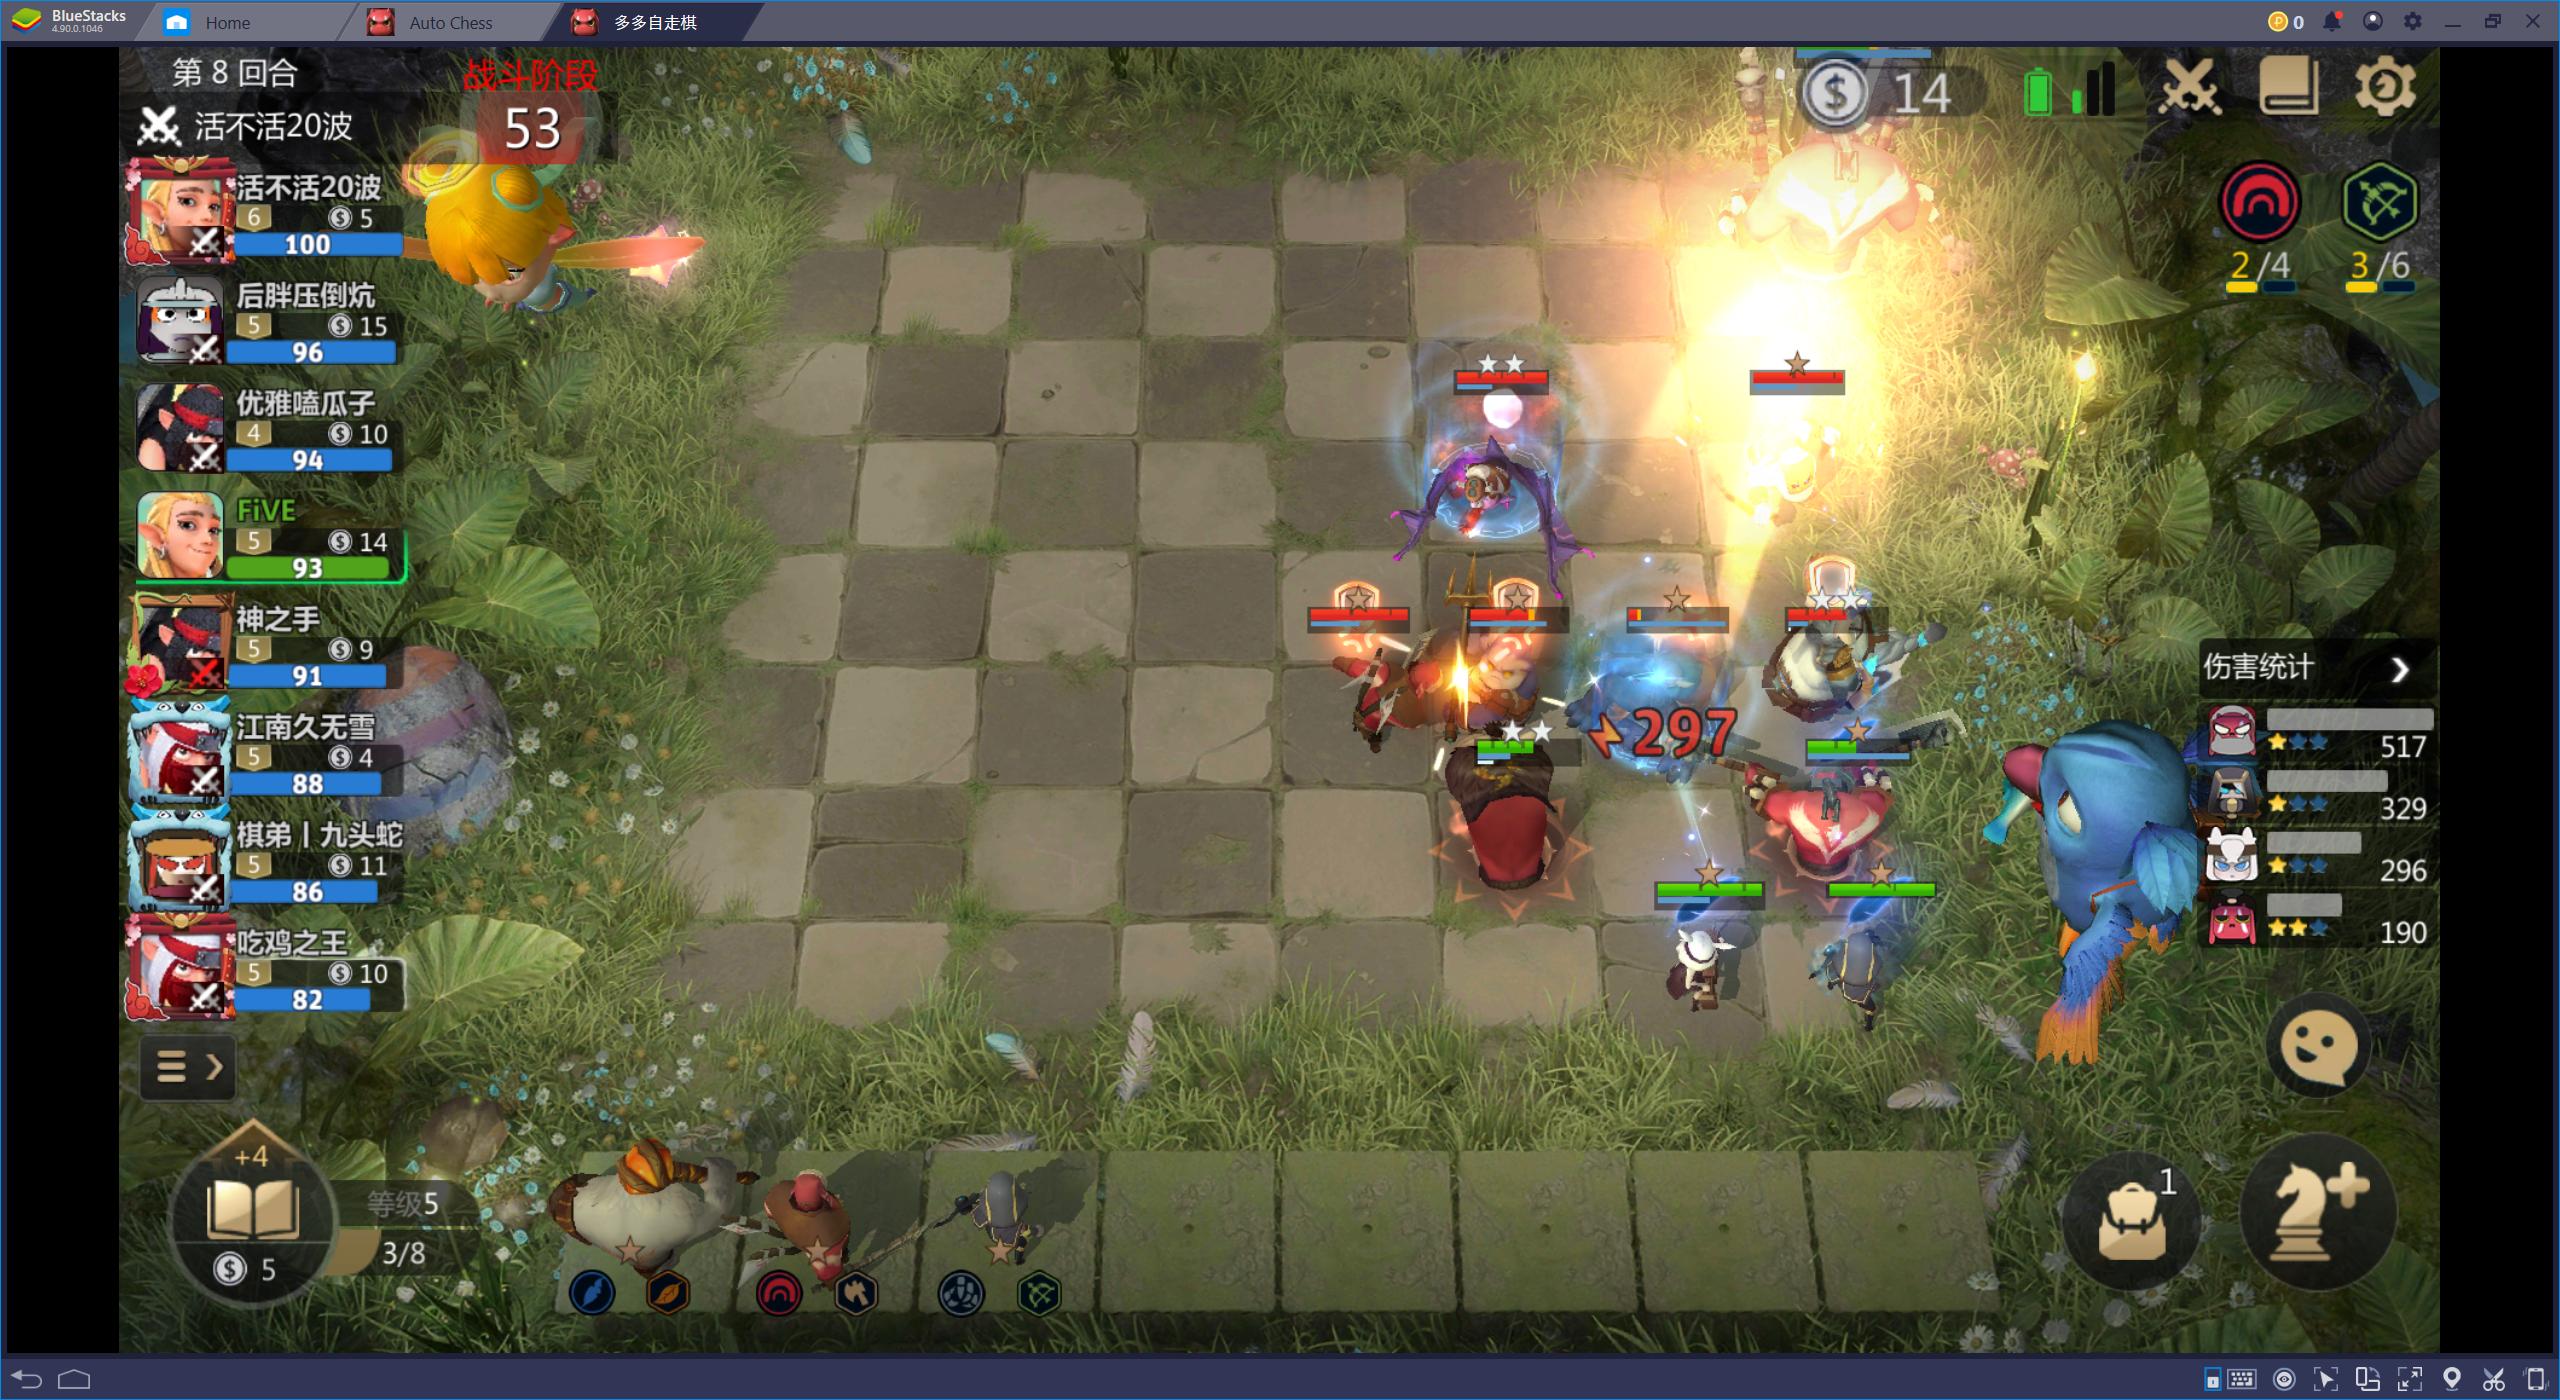 BlueStacks
4.90.0.1046
Home
Auto Chess
多多自走棋
0
第 8 回合
战斗阶段
活不活20波
53
14
活不活20波
6
5
100
后胖压倒炕
5
15
96
优雅嗑瓜子
4
10
94
FiVE
5
14
93
神之手
5
9
91
江南久无雪
5
4
88
棋弟丨九头蛇
5
11
86
吃鸡之王
5
10
82
2/4
3/6
297
伤害统计
517
329
296
190
+4
等级5
3/8
5
1